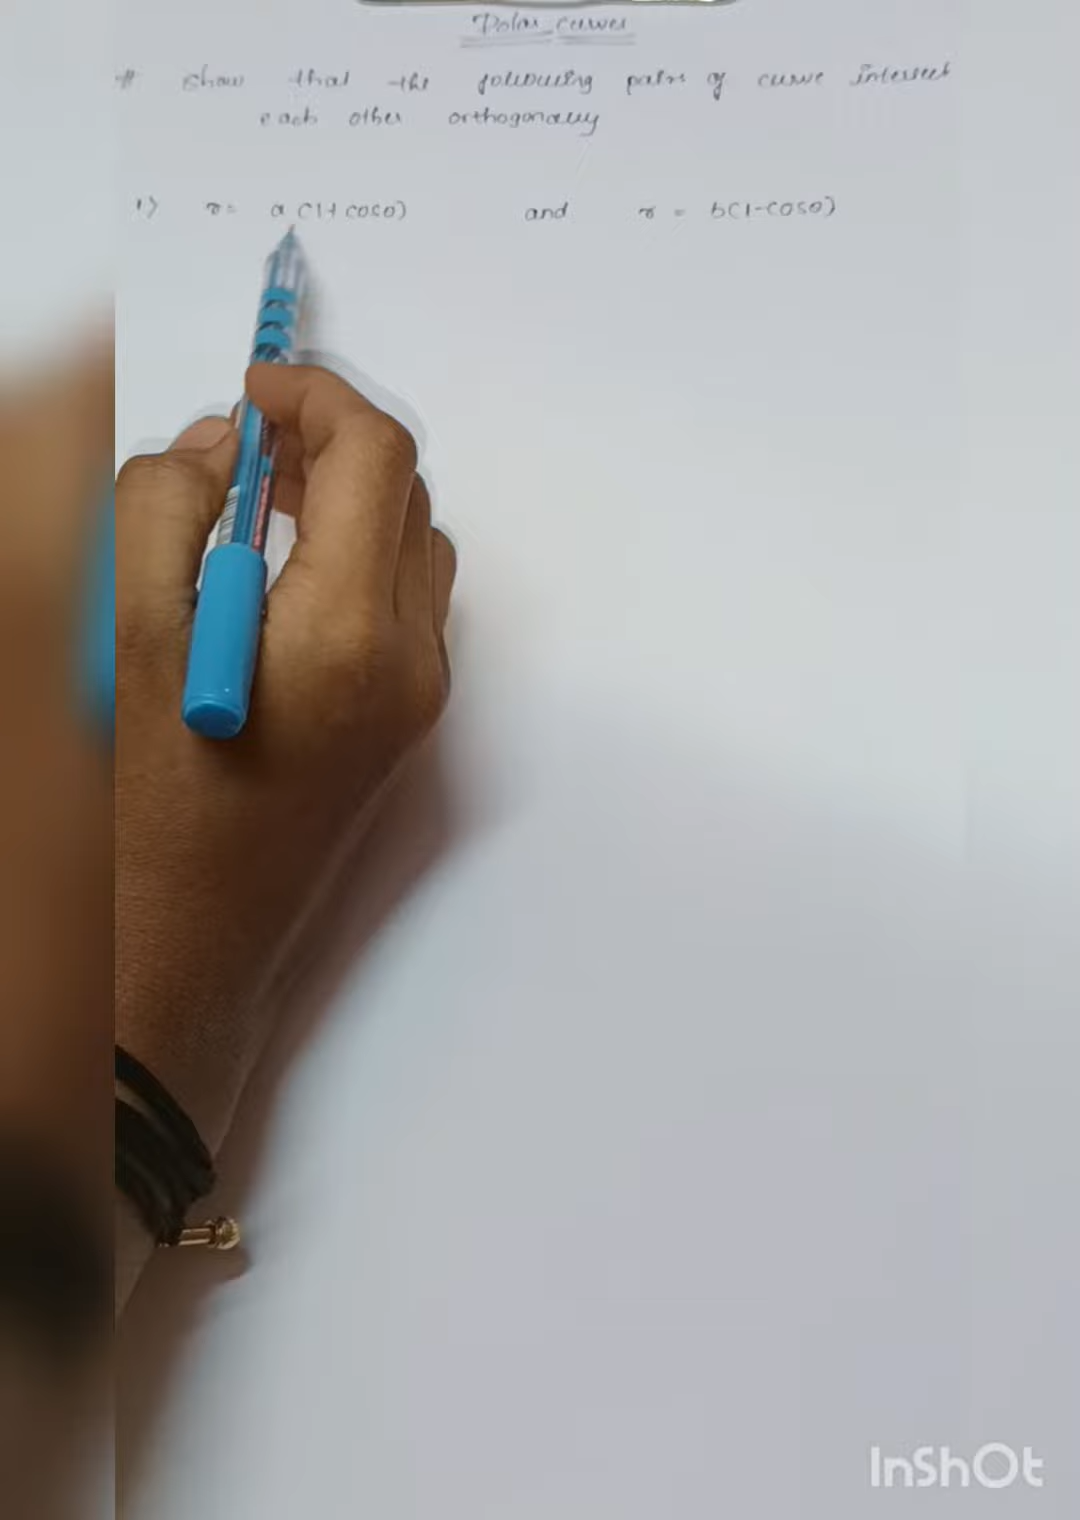 Polar curves
# show that the following pairs of curve intersect
each other orthogonally
1) r = a(1+cosθ) and r = b(1-cosθ)
InShOt